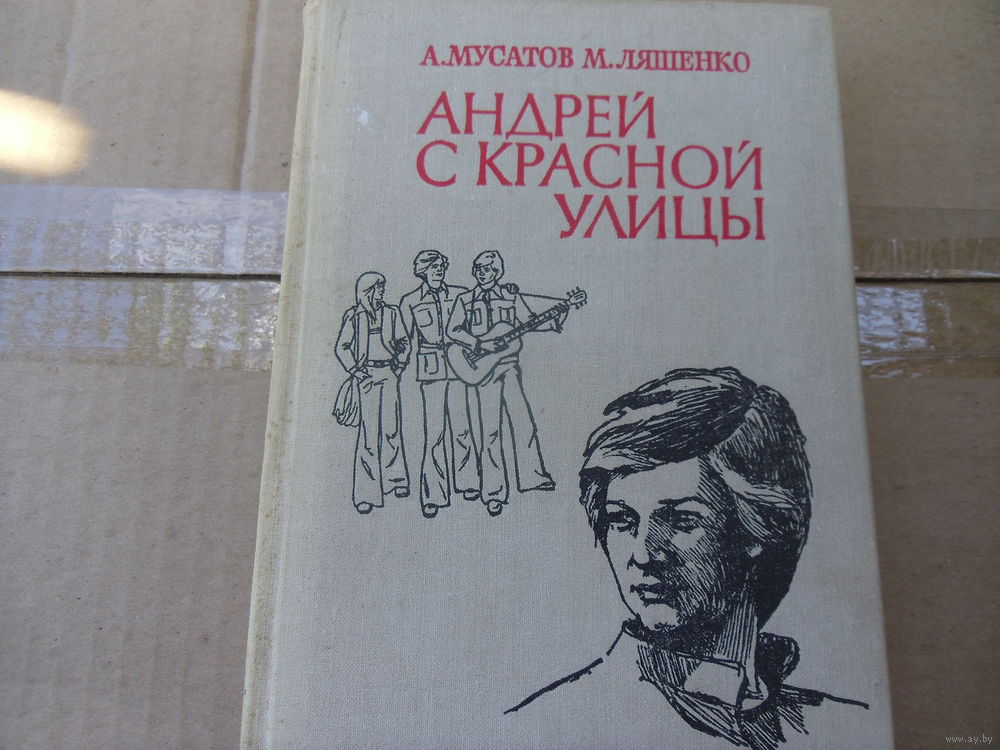 А.МУСАТОВ М.ЛЯШЕНКО
АНДРЕЙ
С КРАСНОЙ
УЛИЦЫ
www.ay.by